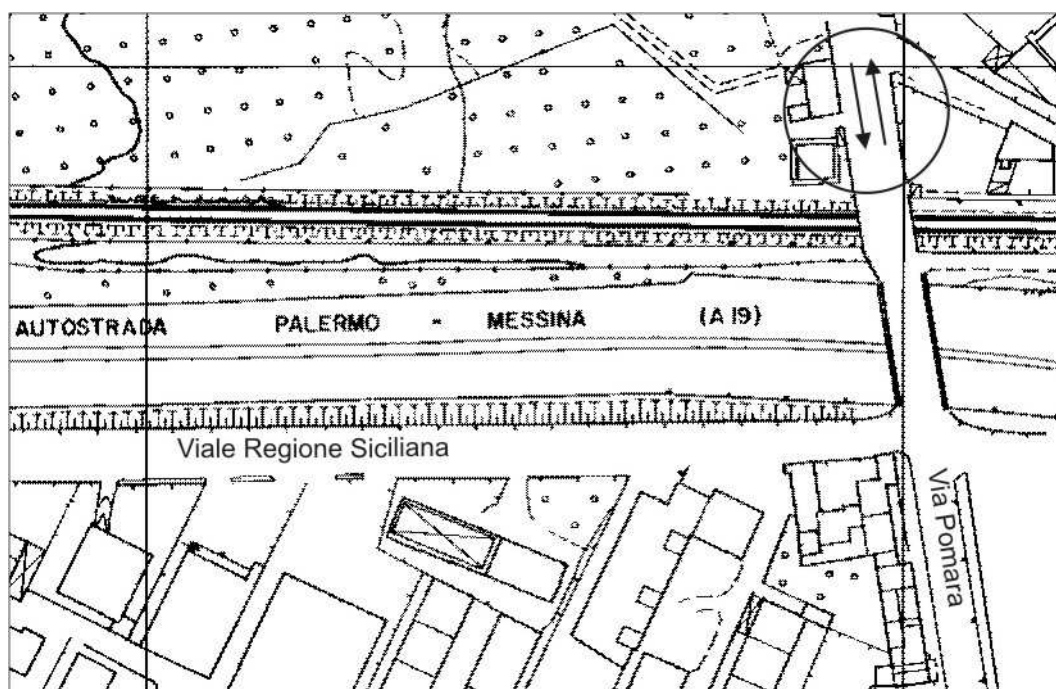 AUTOSTRADA PALERMO - MESSINA (A 19)
Viale Regione Siciliana
Via Pomara